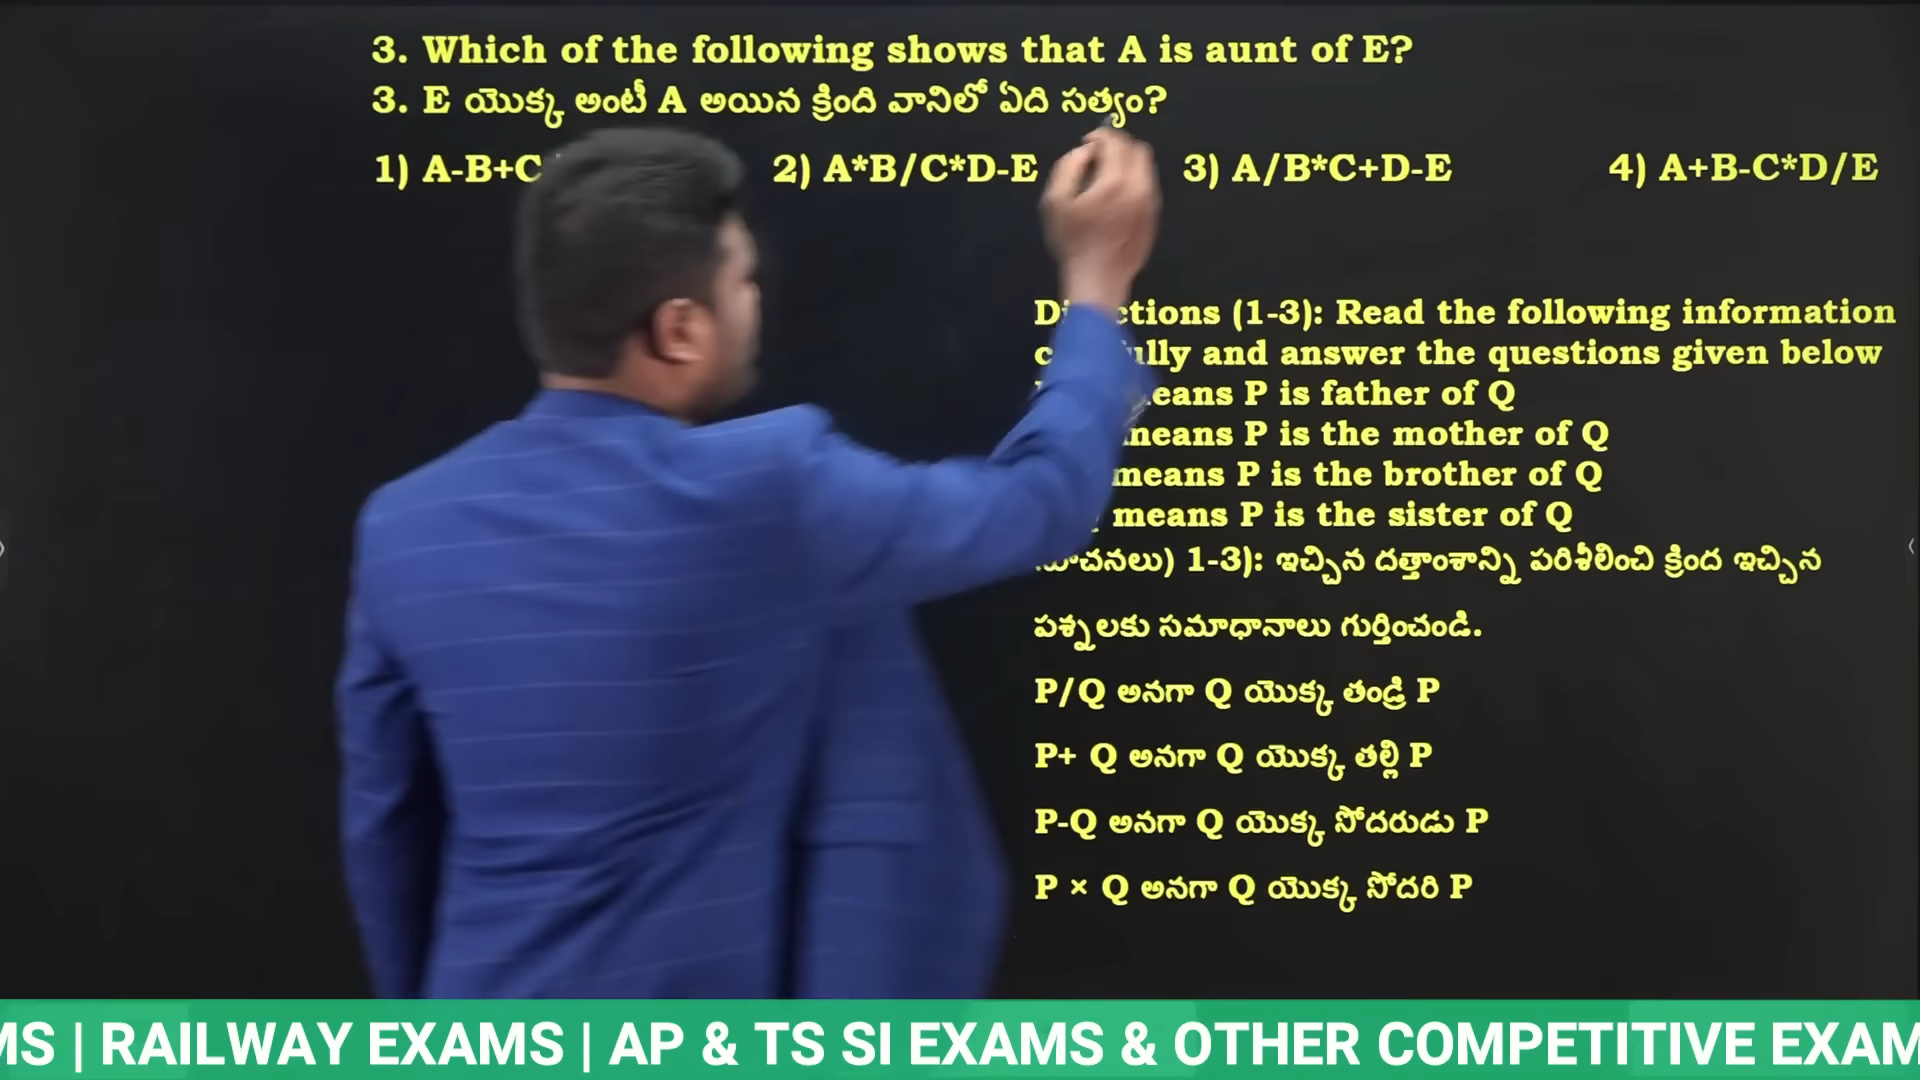 3. Which of the following shows that A is aunt of E?
3. E యొక్క అంటీ A అయిన క్రింది వానిలో ఏది సత్యం?
1) A-B+C 2) A*B/C*D-E 3) A/B*C+D-E 4) A+B-C*D/E
(1-3): Read the following information
and answer the questions given below
P is father of Q
means P is the mother of Q
means P is the brother of Q
means P is the sister of Q
1-3): ఇచ్చిన దత్తాంశాన్ని పరిశీలించి క్రింద ఇచ్చిన
పశ్నలకు సమాధానాలు గుర్తించండి.
P/Q అనగా Q యొక్క తండ్రి P
P+ Q అనగా Q యొక్క తల్లి P
P-Q అనగా Q యొక్క సోదరుడు P
P × Q అనగా Q యొక్క సోదరి P
| RAILWAY EXAMS | AP & TS SI EXAMS & OTHER COMPETITIVE